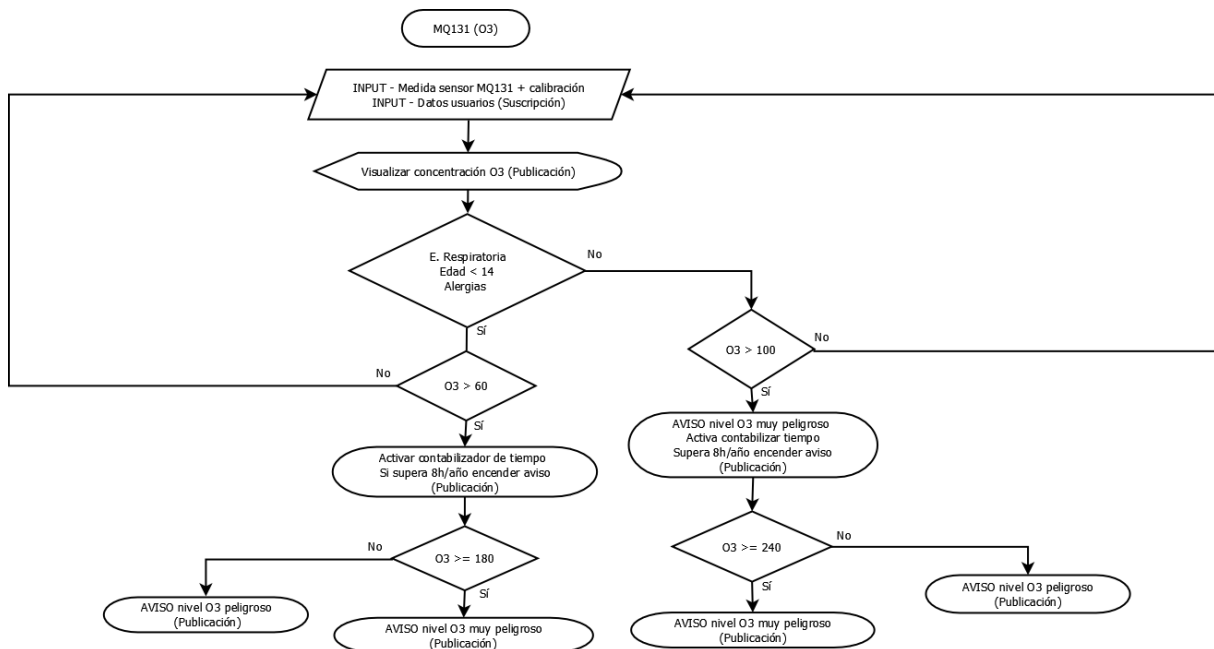 MQ131 (O3)
INPUT - Medida sensor MQ131 + calibración
INPUT - Datos usuarios (Suscripción)
Visualizar concentración O3 (Publicación)
E. Respiratoria
Edad < 14
Alergias
No
Sí
O3 > 60
No
Sí
O3 > 100
No
Sí
Activar contabilizador de tiempo
Si supera 8h/año encender aviso
(Publicación)
AVISO nivel O3 muy peligroso
Activa contabilizar tiempo
Supera 8h/año encender aviso
(Publicación)
O3 >= 180
No
Sí
O3 >= 240
No
Sí
AVISO nivel O3 peligroso
(Publicación)
AVISO nivel O3 muy peligroso
(Publicación)
AVISO nivel O3 muy peligroso
(Publicación)
AVISO nivel O3 peligroso
(Publicación)